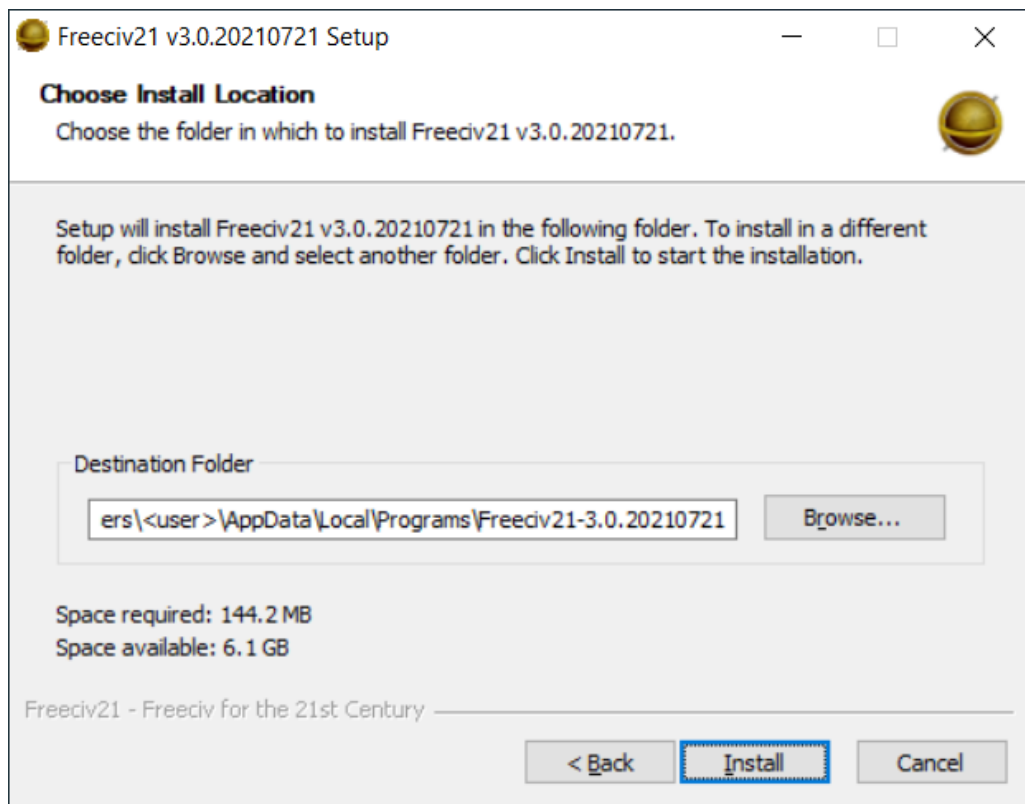 Freeciv21 v3.0.20210721 Setup
Choose Install Location
Choose the folder in which to install Freeciv21 v3.0.20210721.
Setup will install Freeciv21 v3.0.20210721 in the following folder. To install in a different
folder, click Browse and select another folder. Click Install to start the installation.
Destination Folder
ers\<user>\AppData\Local\Programs\Freeciv21-3.0.20210721
Browse...
Space required: 144.2 MB
Space available: 6.1 GB
Freeciv21 - Freeciv for the 21st Century
< Back Install Cancel